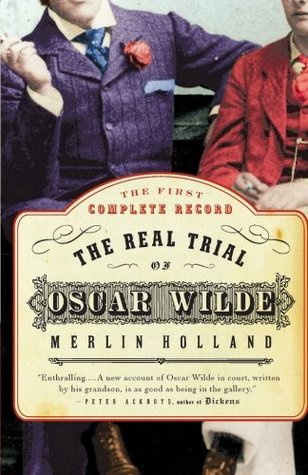 THE FIRST
COMPLETE RECORD
THE REAL TRIAL
OF
OSCAR WILDE
MERLIN HOLLAND
"Enthralling....A new account of Oscar Wilde in court, written
by his grandson, is as good as being in the gallery."
— PETER ACKROYD, author of Dickens